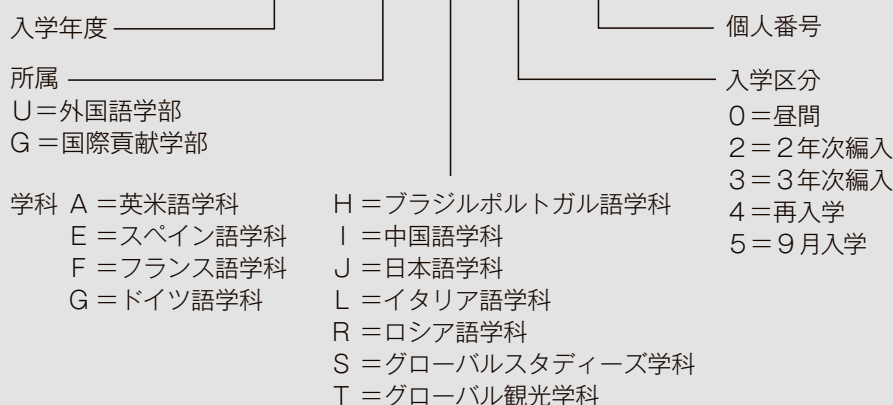 入学年度
個人番号
所属
U＝外国語学部
G＝国際貢献学部
入学区分
0＝昼間
2＝2年次編入
3＝3年次編入
4＝再入学
5＝9月入学
学科 A＝英米語学科
E＝スペイン語学科
F＝フランス語学科
G＝ドイツ語学科
H＝ブラジルポルトガル語学科
I＝中国語学科
J＝日本語学科
L＝イタリア語学科
R＝ロシア語学科
S＝グローバルスタディーズ学科
T＝グローバル観光学科